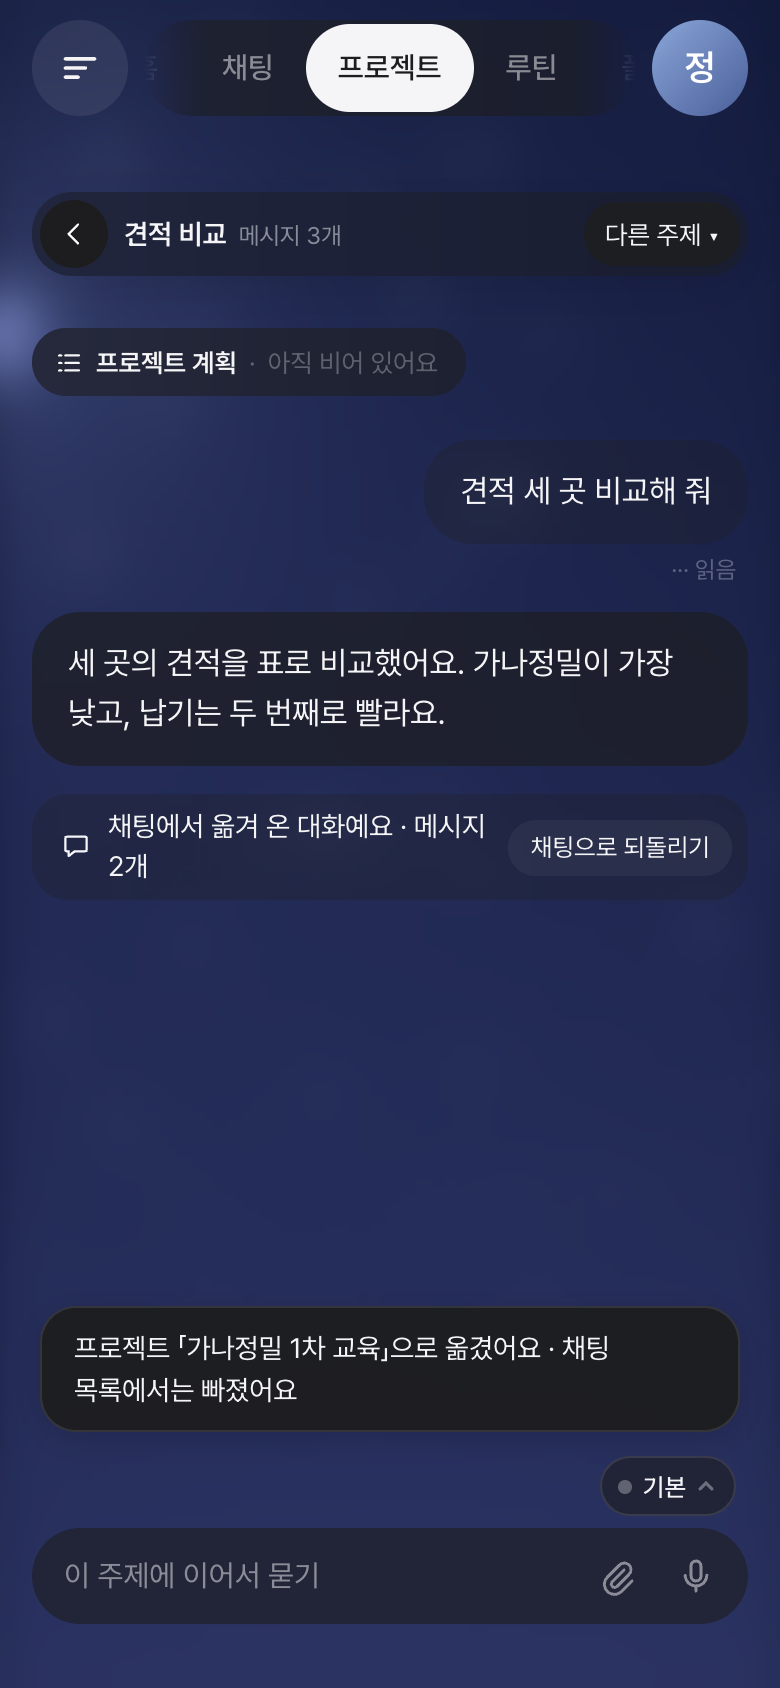 채팅 프로젝트 루틴 정
견적 비교 메시지 3개 다른 주제 ▾
프로젝트 계획 · 아직 비어 있어요
견적 세 곳 비교해 줘
··· 읽음
세 곳의 견적을 표로 비교했어요. 가나정밀이 가장
낮고, 납기는 두 번째로 빨라요.
채팅에서 옮겨 온 대화예요 · 메시지
2개
채팅으로 되돌리기
프로젝트 「가나정밀 1차 교육」으로 옮겼어요 · 채팅
목록에서는 빠졌어요
기본
이 주제에 이어서 묻기